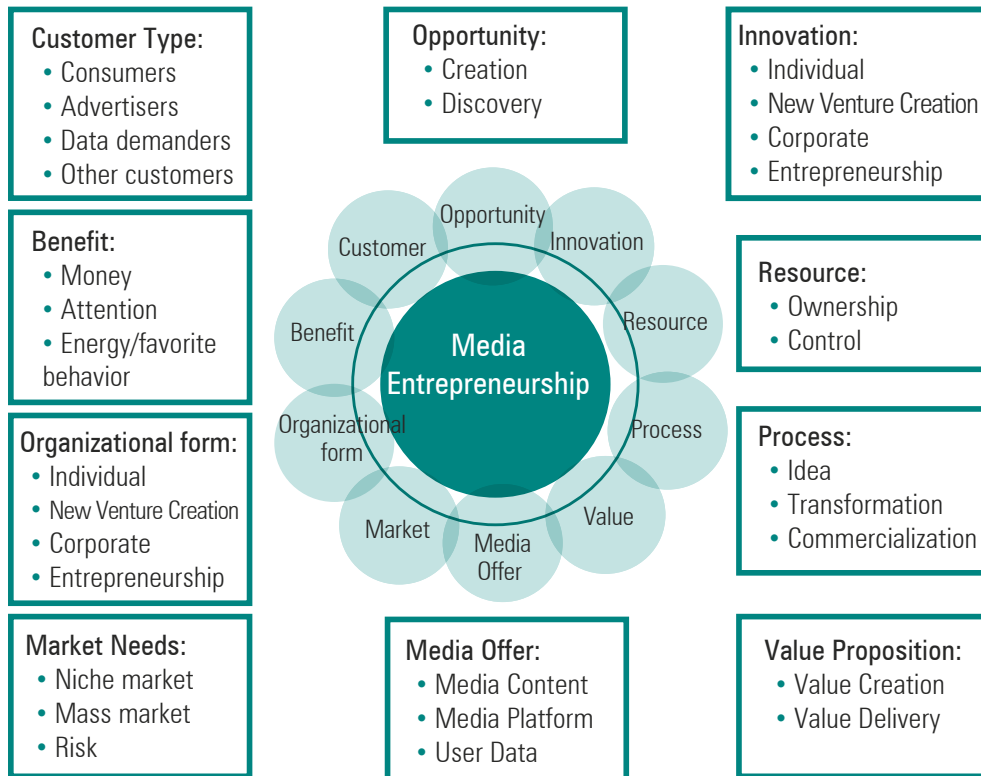 Customer Type:
• Consumers
• Advertisers
• Data demanders
• Other customers
Opportunity:
• Creation
• Discovery
Innovation:
• Individual
• New Venture Creation
• Corporate
• Entrepreneurship
Benefit:
• Money
• Attention
• Energy/favorite
behavior
Resource:
• Ownership
• Control
Organizational form:
• Individual
• New Venture Creation
• Corporate
• Entrepreneurship
Process:
• Idea
• Transformation
• Commercialization
Market Needs:
• Niche market
• Mass market
• Risk
Media Offer:
• Media Content
• Media Platform
• User Data
Value Proposition:
• Value Creation
• Value Delivery
Media
Entrepreneurship
Opportunity
Innovation
Resource
Process
Value
Media
Offer
Market
Organizational
form
Benefit
Customer